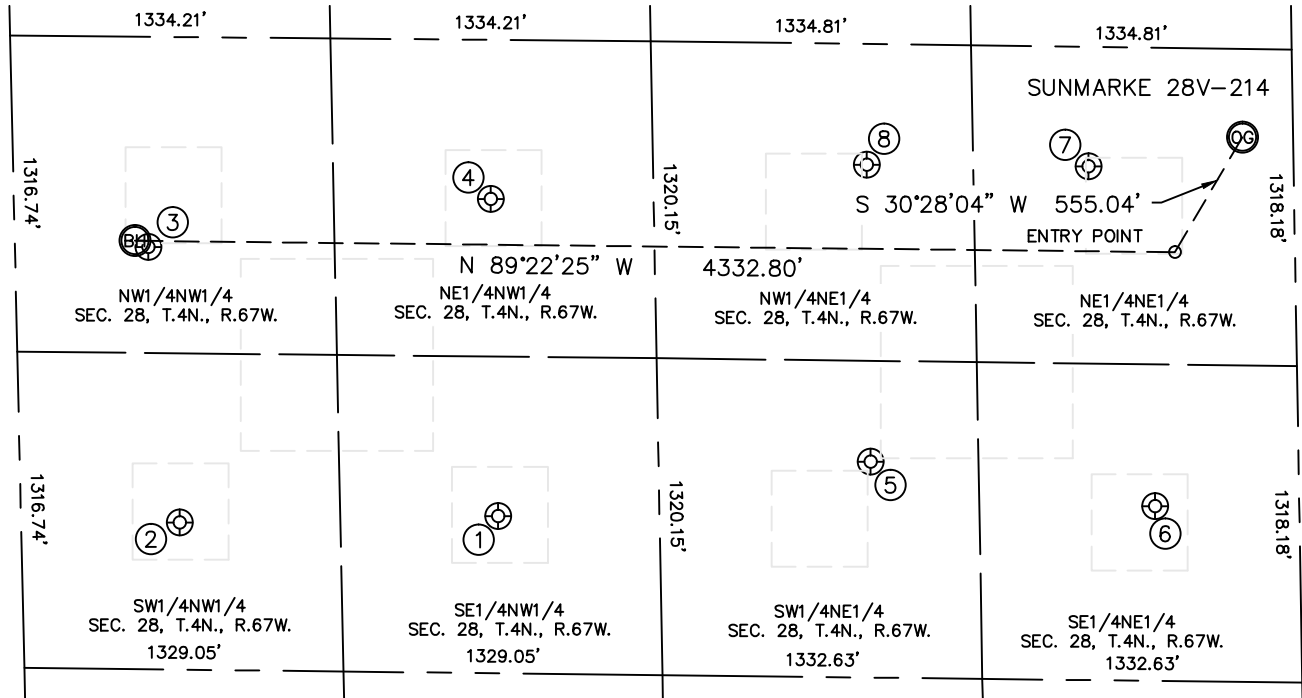 1334.21'
1334.21'
1334.81'
1334.81'
SUNMARKE 28V-214
OG
8
7
4
3
1316.74'
1320.15'
1318.18'
S 30°28'04" W 555.04'
ENTRY POINT
BH
N 89°22'25" W 4332.80'
NW1/4NW1/4
SEC. 28, T.4N., R.67W.
NE1/4NW1/4
SEC. 28, T.4N., R.67W.
NW1/4NE1/4
SEC. 28, T.4N., R.67W.
NE1/4NE1/4
SEC. 28, T.4N., R.67W.
1316.74'
1320.15'
1318.18'
2
1
5
6
SW1/4NW1/4
SEC. 28, T.4N., R.67W.
SE1/4NW1/4
SEC. 28, T.4N., R.67W.
SW1/4NE1/4
SEC. 28, T.4N., R.67W.
SE1/4NE1/4
SEC. 28, T.4N., R.67W.
1329.05'
1329.05'
1332.63'
1332.63'